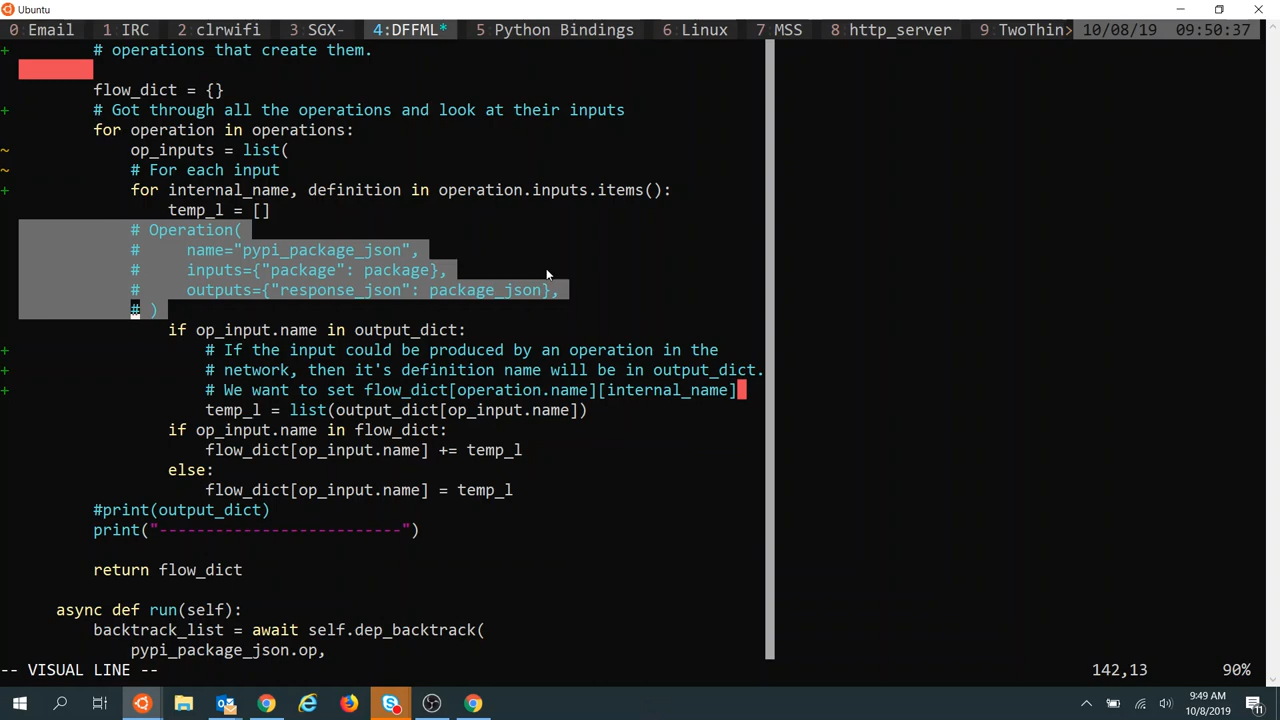 Ubuntu
0 Email 1 IRC 2 clrwifi 3 SGX- 4:DFFML* 5 Python Bindings 6 Linux 7 MSS 8 http_server 9 TwoThin> 10/08/19 09:50:37
+ # operations that create them.
flow_dict = {}
+ # Got through all the operations and look at their inputs
for operation in operations:
~ op_inputs = list(
~ # For each input
+ for internal_name, definition in operation.inputs.items():
temp_l = []
# Operation(
# name="pypi_package_json",
# inputs={"package": package},
# outputs={"response_json": package_json},
# )
if op_input.name in output_dict:
+ # If the input could be produced by an operation in the
+ # network, then it's definition name will be in output_dict.
+ # We want to set flow_dict[operation.name][internal_name]
temp_l = list(output_dict[op_input.name])
if op_input.name in flow_dict:
flow_dict[op_input.name] += temp_l
else:
flow_dict[op_input.name] = temp_l
#print(output_dict)
print("--------------------------")
return flow_dict
async def run(self):
backtrack_list = await self.dep_backtrack(
pypi_package_json.op,
-- VISUAL LINE -- 142,13 90%
9:49 AM
10/8/2019
11